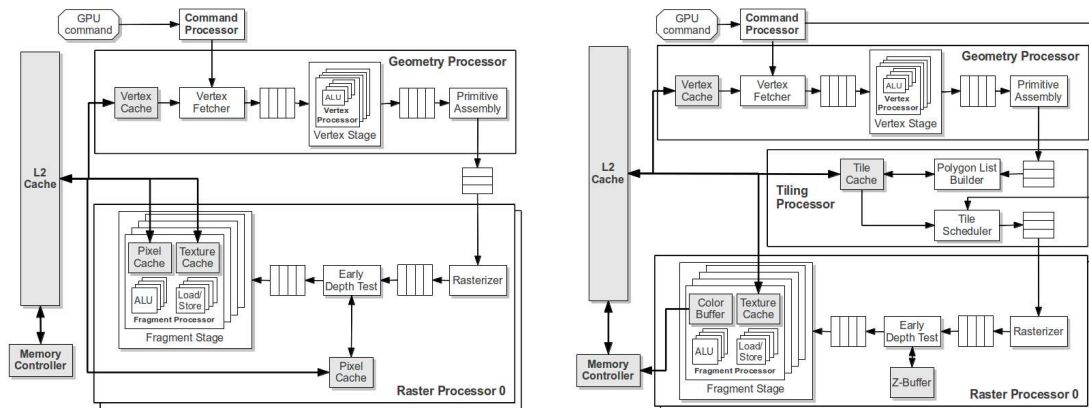 GPU
command
Command
Processor
Geometry Processor
L2
Cache
Vertex
Cache
Vertex
Fetcher
ALU
Vertex
Processor
Vertex Stage
Primitive
Assembly
Pixel
Cache
Texture
Cache
ALU
Load/
Store
Fragment Processor
Fragment Stage
Early
Depth Test
Rasterizer
Memory
Controller
Pixel
Cache
Raster Processor 0
GPU
command
Command
Processor
Geometry Processor
L2
Cache
Vertex
Cache
Vertex
Fetcher
ALU
Vertex
Processor
Vertex Stage
Primitive
Assembly
Tiling
Processor
Tile
Cache
Polygon List
Builder
Tile
Scheduler
Color
Buffer
Texture
Cache
ALU
Load/
Store
Fragment Processor
Fragment Stage
Early
Depth Test
Rasterizer
Memory
Controller
Z-Buffer
Raster Processor 0